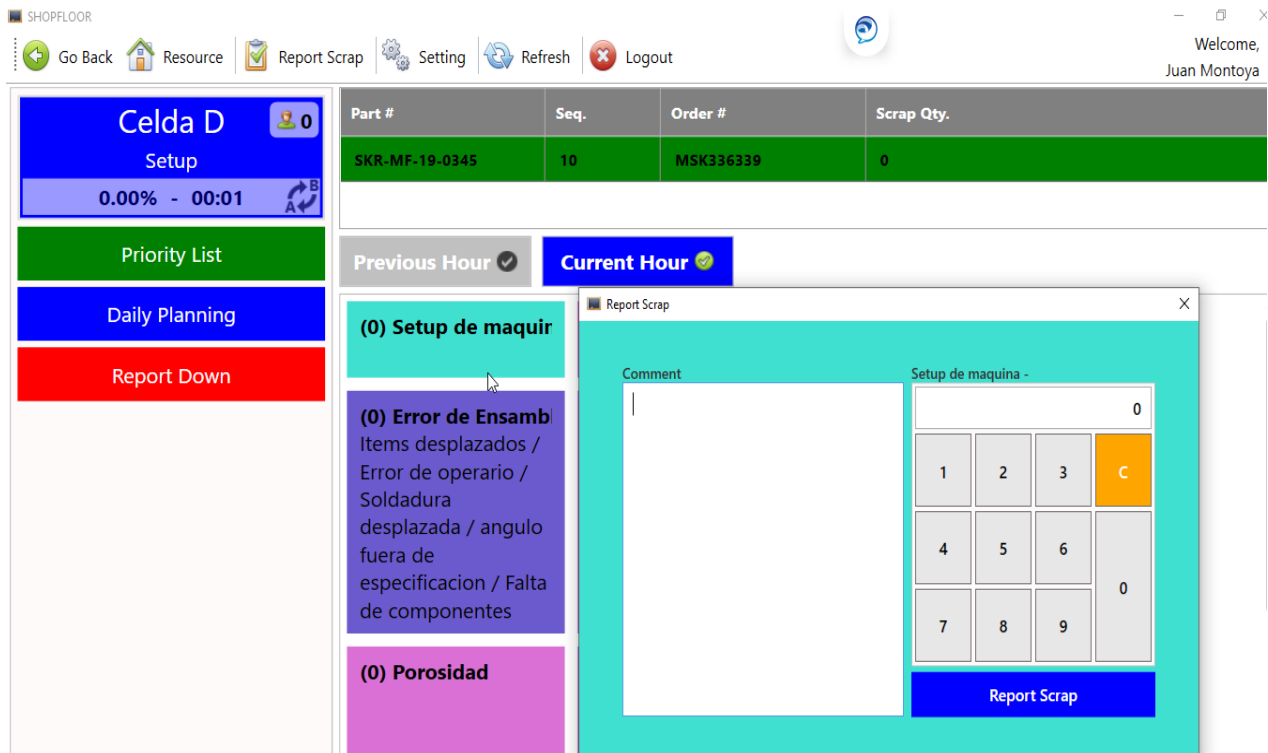 SHOPFLOOR
Go Back
Resource
Report Scrap
Setting
Refresh
Logout
Welcome,
Juan Montoya
Celda D
0
Setup
0.00% - 00:01
A B
Priority List
Daily Planning
Report Down
Part # Seq. Order # Scrap Qty.
SKR-MF-19-0345 10 MSK336339 0
Previous Hour
Current Hour
(0) Setup de maquin
(0) Error de Ensambl
Items desplazados /
Error de operario /
Soldadura
desplazada / angulo
fuera de
especificacion / Falta
de componentes
(0) Porosidad
Report Scrap
X
Comment
Setup de maquina -
0
1 2 3 C
4 5 6
0
7 8 9
Report Scrap